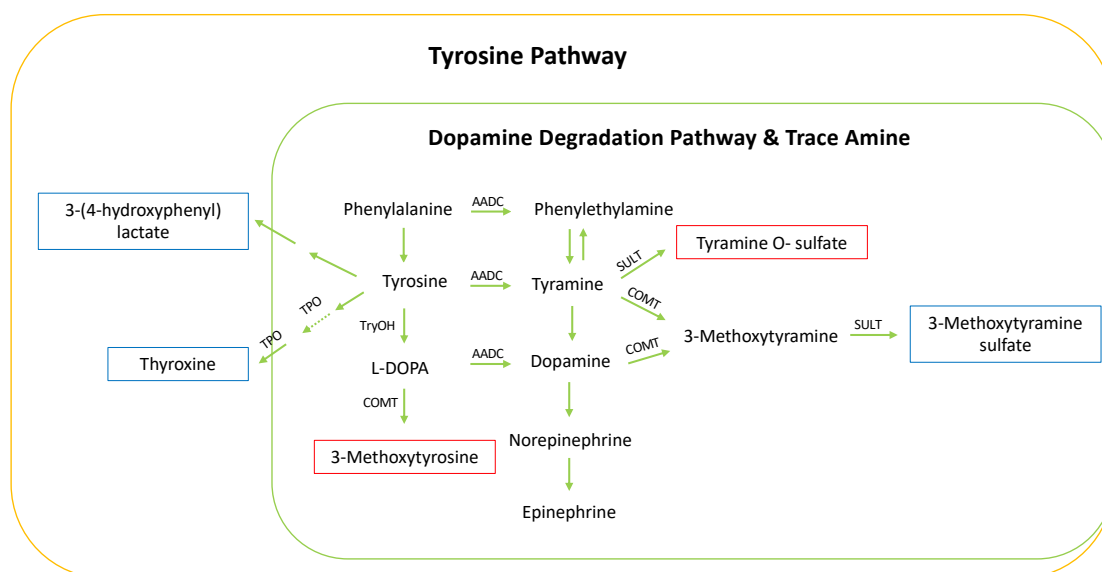 Tyrosine Pathway
Dopamine Degradation Pathway & Trace Amine
3-(4-hydroxyphenyl)
lactate
Phenylalanine
AADC
Phenylethylamine
Tyramine O- sulfate
SULT
Tyrosine
AADC
Tyramine
COMT
TPO
TPO
TryOH
3-Methoxytyramine
SULT
3-Methoxytyramine
sulfate
Thyroxine
L-DOPA
AADC
Dopamine
COMT
COMT
3-Methoxytyrosine
Norepinephrine
Epinephrine